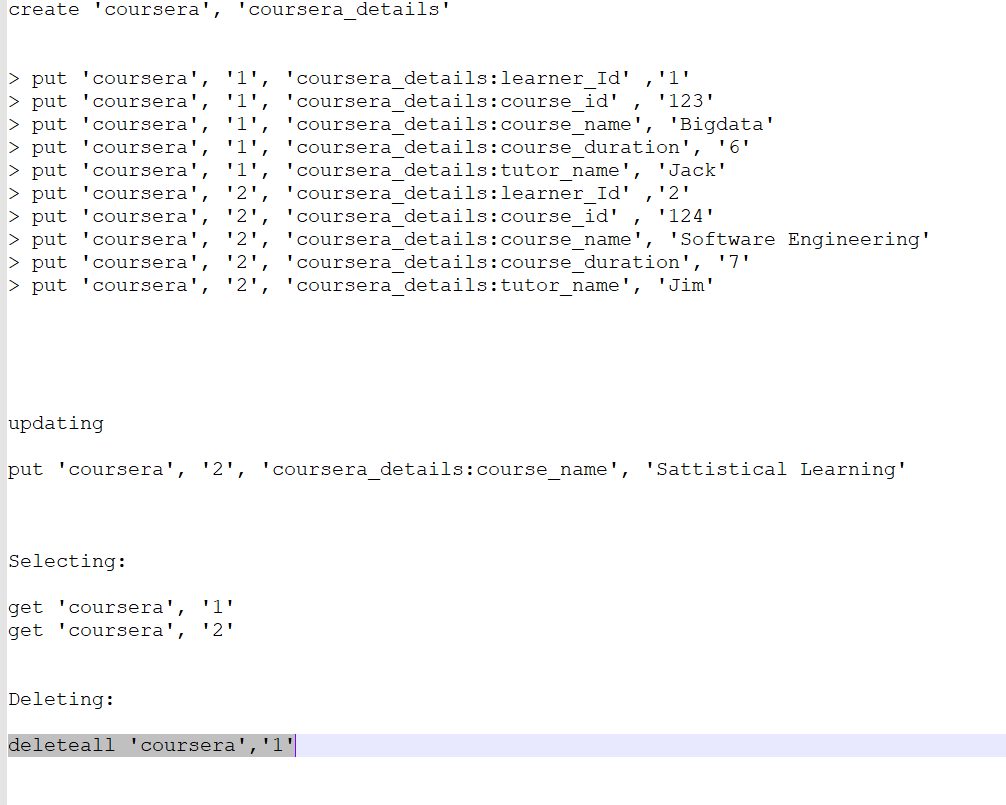 create 'coursera', 'coursera_details'
> put 'coursera', '1', 'coursera_details:learner_Id' ,'1'
> put 'coursera', '1', 'coursera_details:course_id' , '123'
> put 'coursera', '1', 'coursera_details:course_name', 'Bigdata'
> put 'coursera', '1', 'coursera_details:course_duration', '6'
> put 'coursera', '1', 'coursera_details:tutor_name', 'Jack'
> put 'coursera', '2', 'coursera_details:learner_Id' ,'2'
> put 'coursera', '2', 'coursera_details:course_id' , '124'
> put 'coursera', '2', 'coursera_details:course_name', 'Software Engineering'
> put 'coursera', '2', 'coursera_details:course_duration', '7'
> put 'coursera', '2', 'coursera_details:tutor_name', 'Jim'
updating
put 'coursera', '2', 'coursera_details:course_name', 'Sattistical Learning'
Selecting:
get 'coursera', '1'
get 'coursera', '2'
Deleting:
deleteall 'coursera','1'